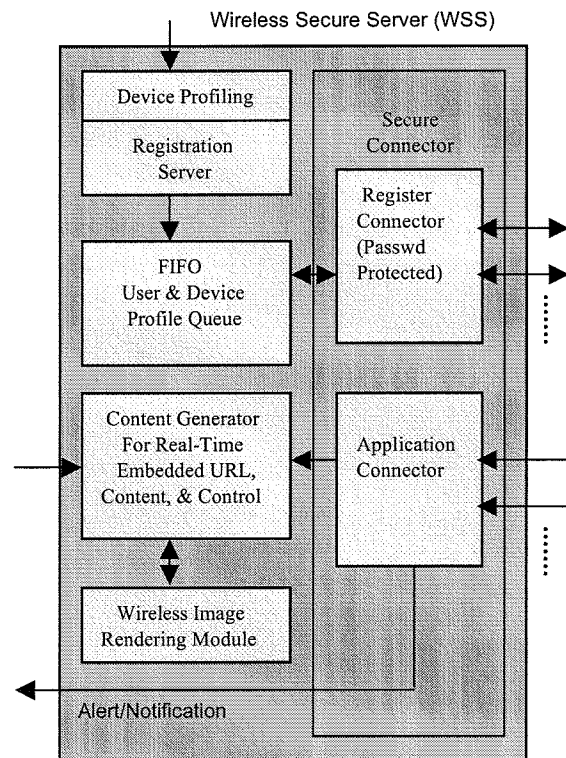 Wireless Secure Server (WSS)
Device Profiling
Registration
Server
FIFO
User & Device
Profile Queue
Content Generator
For Real-Time
Embedded URL,
Content, & Control
Wireless Image
Rendering Module
Secure
Connector
Register
Connector
(Passwd
Protected)
Application
Connector
Alert/Notification